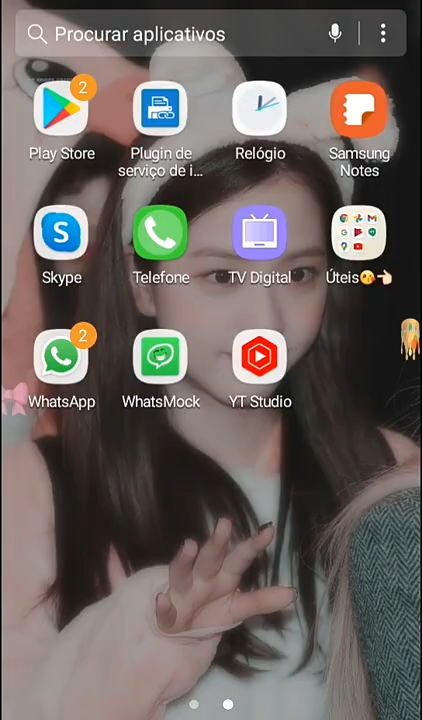 Procurar aplicativos
2
Play Store
Plugin de
serviço de i...
Relógio
Samsung
Notes
Skype
Telefone
TV Digital
Úteis😘👈🏻
2
WhatsApp
WhatsMock
YT Studio